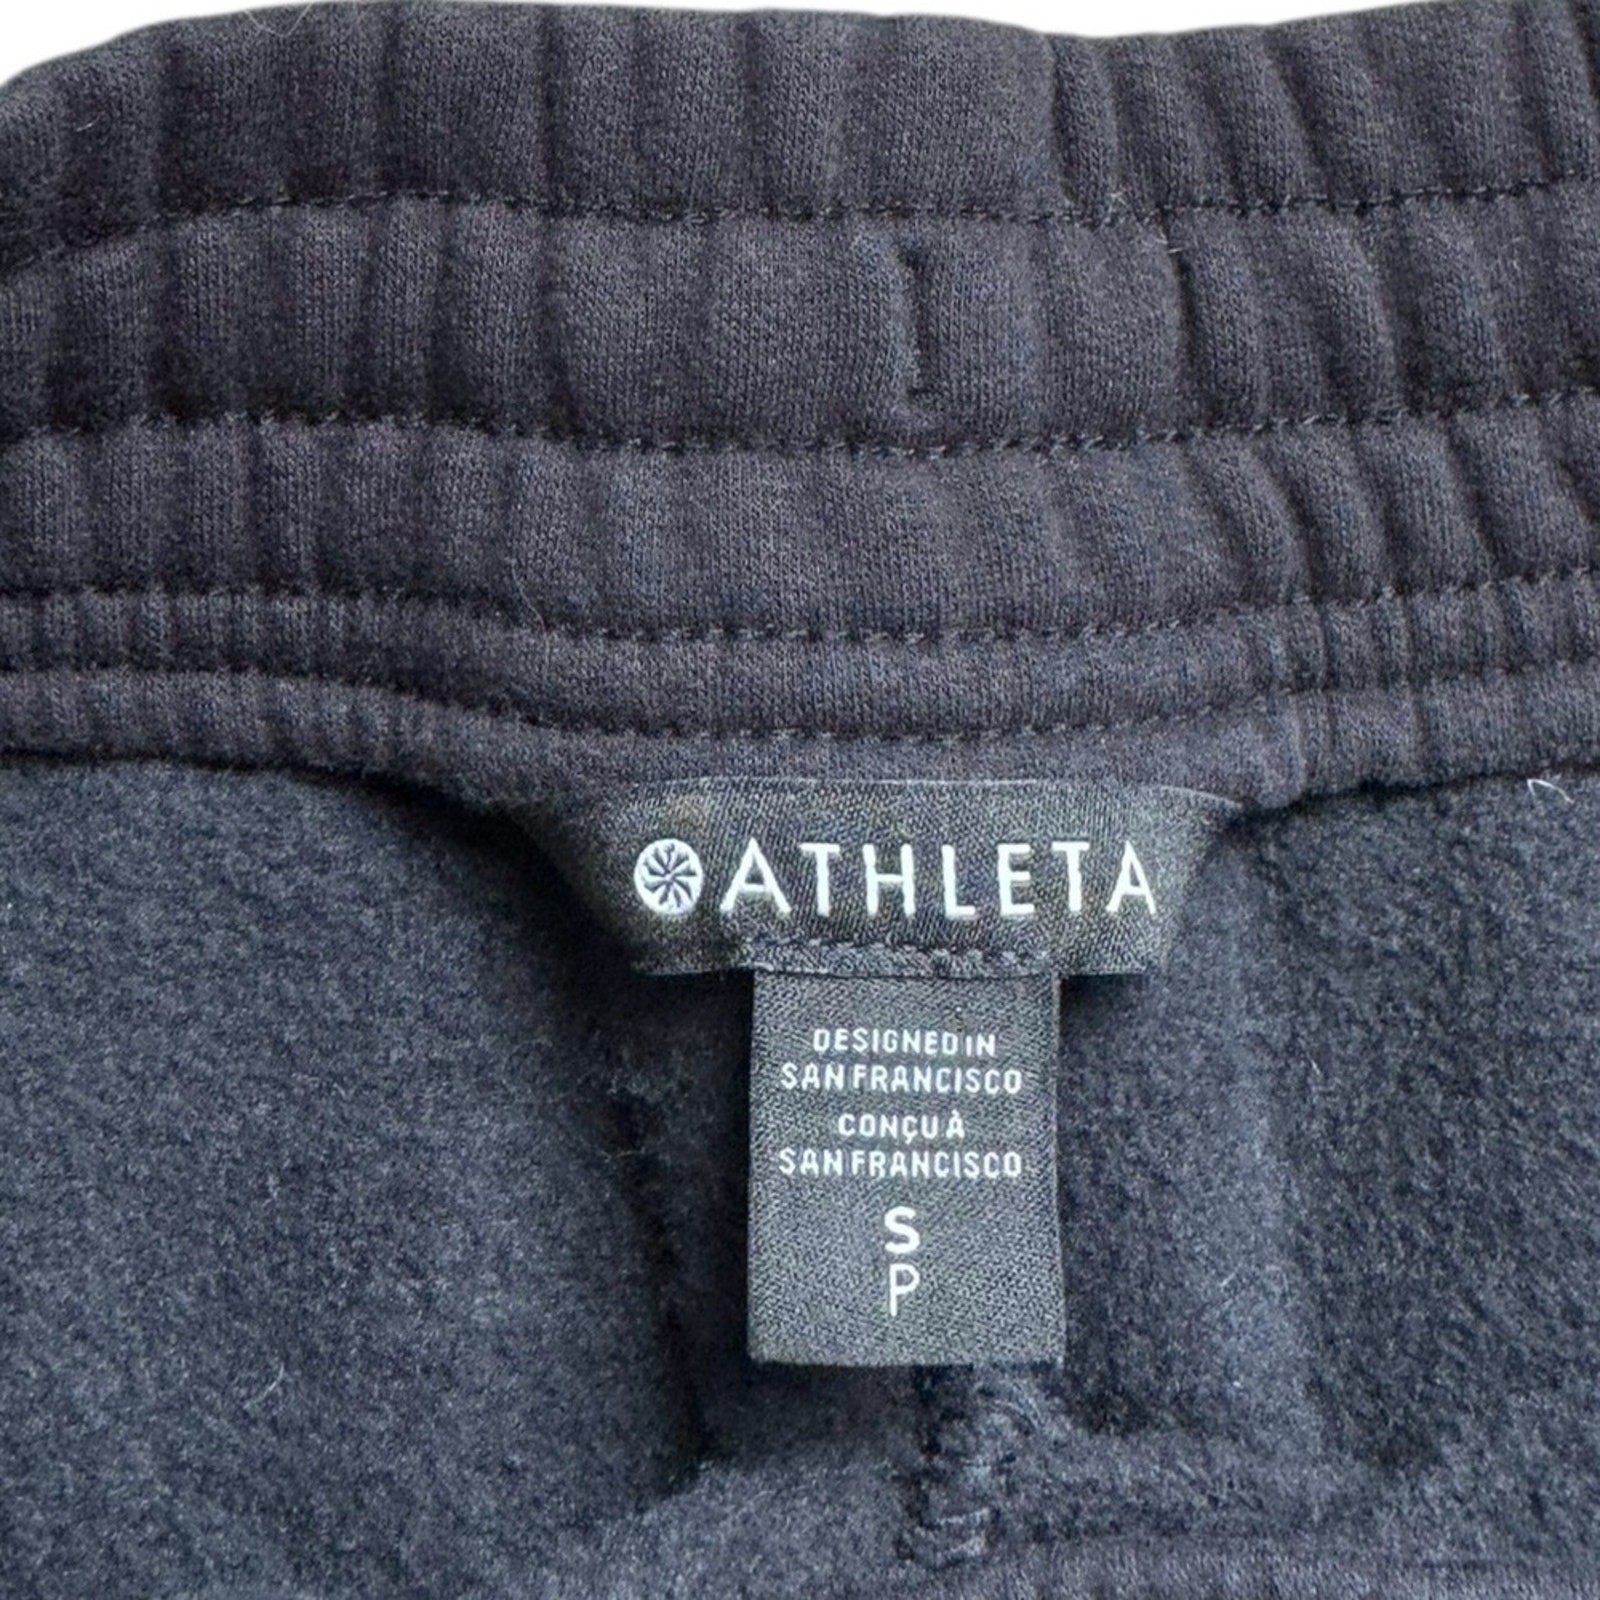 ATHLETA
DESIGNED IN
SAN FRANCISCO
CONÇU À
SAN FRANCISCO
S
P